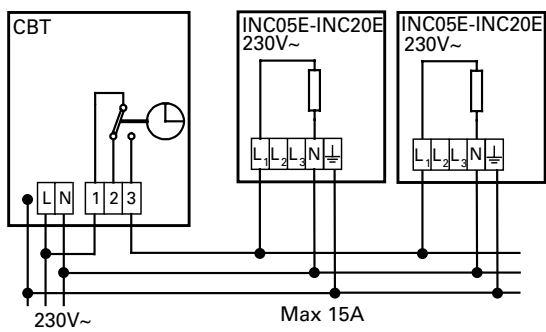 CBT
L N 1 2 3
230V~
INC05E-INC20E
230V~
L1 L2 L3 N
Max 15A
INC05E-INC20E
230V~
L1 L2 L3 N